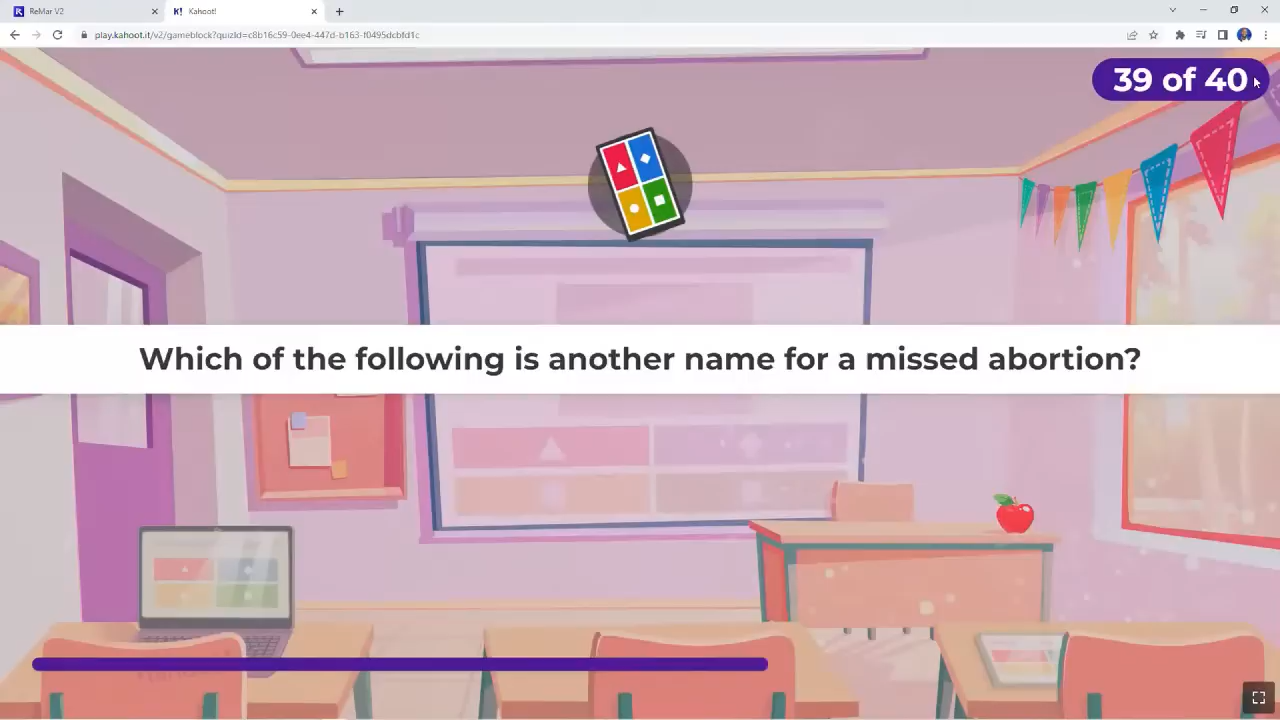 ReMar V2
Kahoot!
play.kahoot.it/v2/gameblock?quizId=c8b16c59-0ee4-447d-b163-f0495dcbfd1c
39 of 40
Which of the following is another name for a missed abortion?